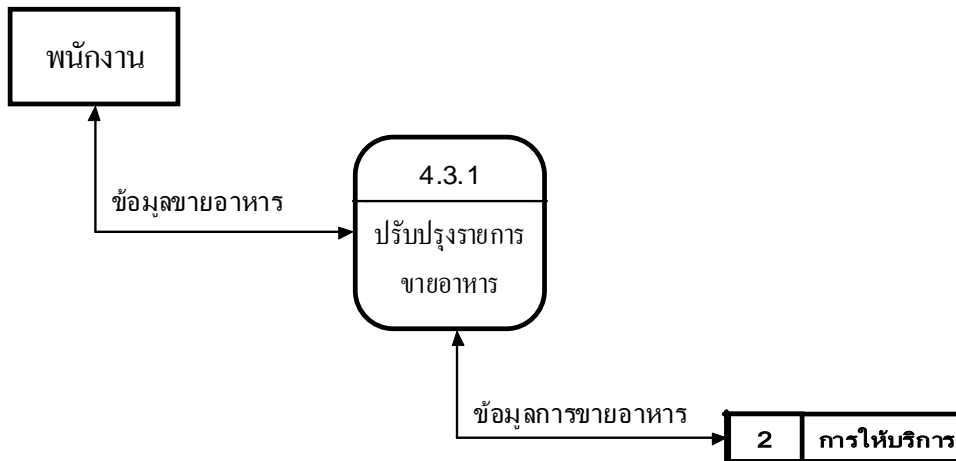 พนักงาน
4.3.1
ข้อมูลขายอาหาร
ปรับปรุงรายการ
ขายอาหาร
ข้อมูลการขายอาหาร
2 การให้บริการ